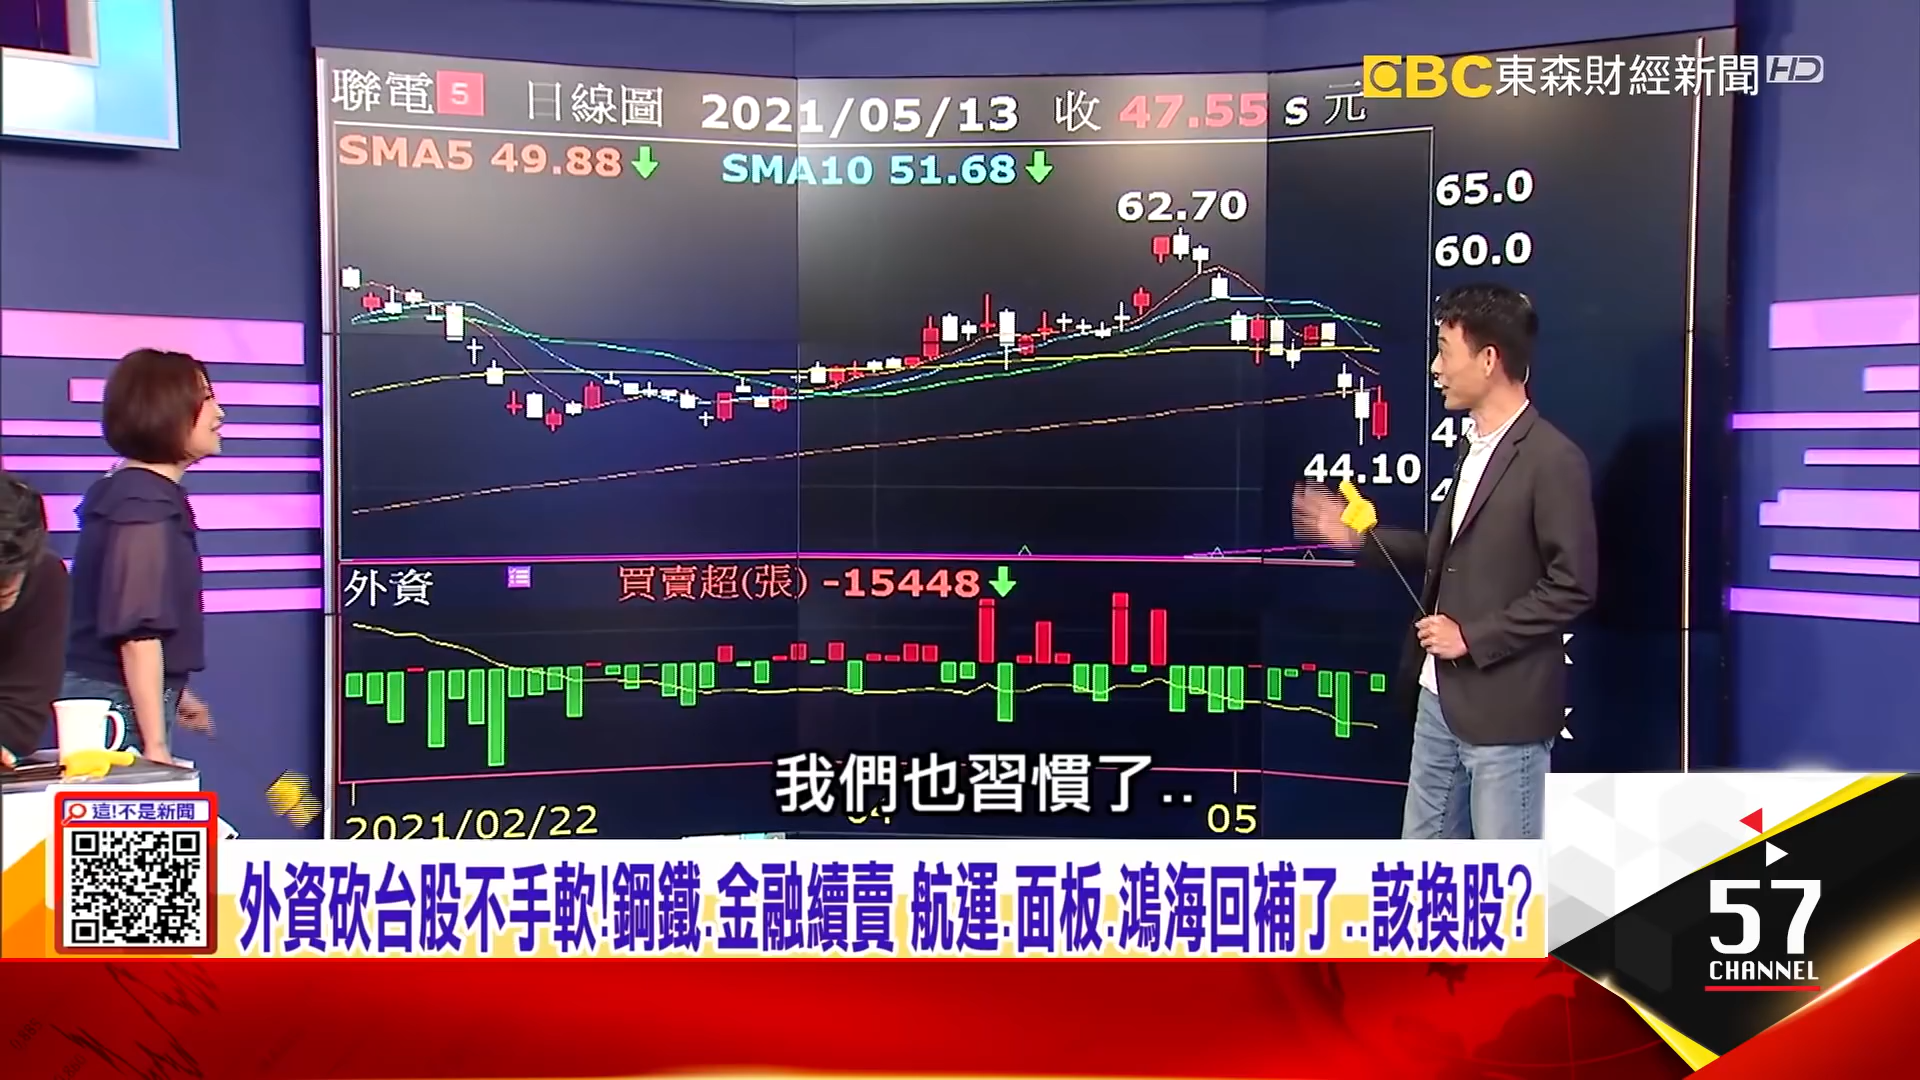 EBC東森財經新聞HD
聯電 5 日線圖 2021/05/13 收 47.55 s 元
SMA5 49.88↓ SMA10 51.68↓
62.70
65.0
60.0
44.10
外資 買賣超(張) -15448↓
我們也習慣了..
2021/02/22
05
這!不是新聞
外資砍台股不手軟!鋼鐵.金融續賣 航運.面板.鴻海回補了..該換股?
57
CHANNEL